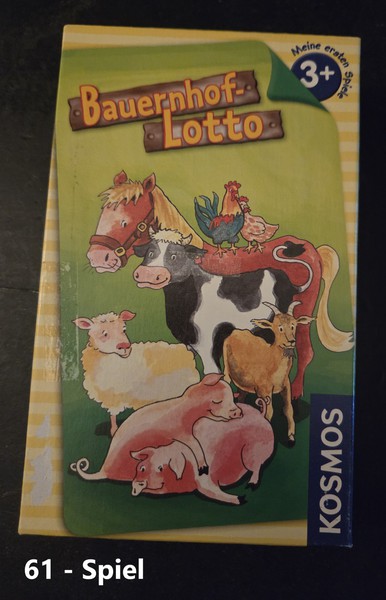 Meine ersten Spiele
3+
Bauernhof-
Lotto
KOSMOS
61 - Spiel